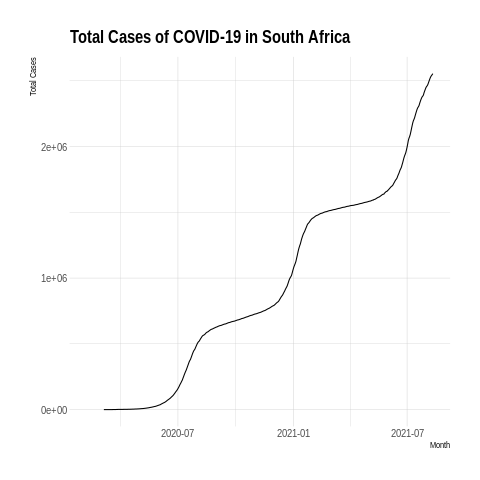 Total Cases of COVID-19 in South Africa
Total Cases
2e+06
1e+06
0e+00
2020-07
2021-01
2021-07
Month